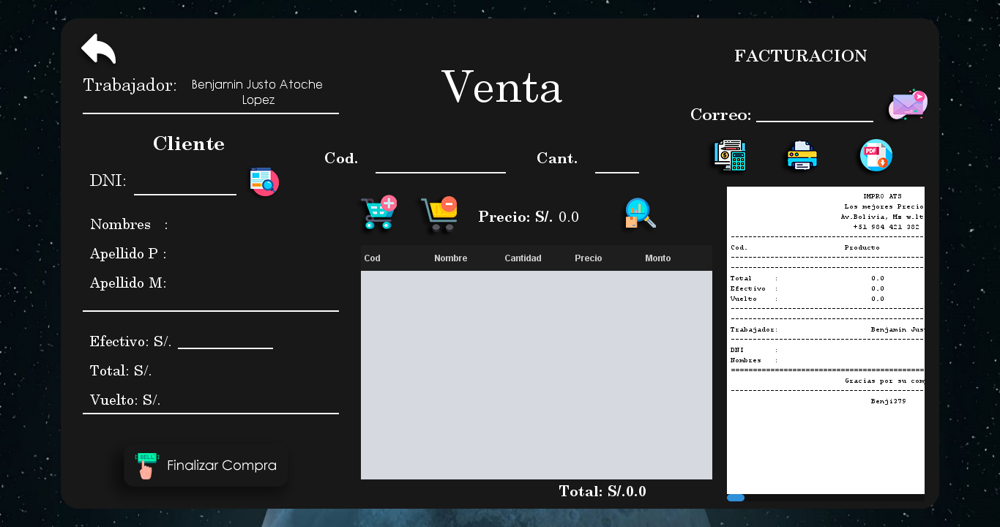 Trabajador: Benjamin Justo Atoche
Lopez
Cliente
DNI:
Nombres :
Apellido P :
Apellido M:
Efectivo: S/.
Total: S/.
Vuelto: S/.
SELL
Finalizar Compra
Venta
Cod.
Cant.
Precio: S/. 0.0
Cod Nombre Cantidad Precio Monto
Total: S/.0.0
FACTURACION
Correo:
PDF
IMPRO ATS
Los mejores Precio
Av.Bolivia, Mz w.lt
+51 984 421 382
--------------------------------------------
Cod. Producto
--------------------------------------------
--------------------------------------------
Total : 0.0
Efectivo : 0.0
Vuelto : 0.0
--------------------------------------------
--------------------------------------------
Trabajador: Benjamin Jus
--------------------------------------------
DNI :
Nombres :
============================================
Gracias por su com
--------------------------------------------
Benji379